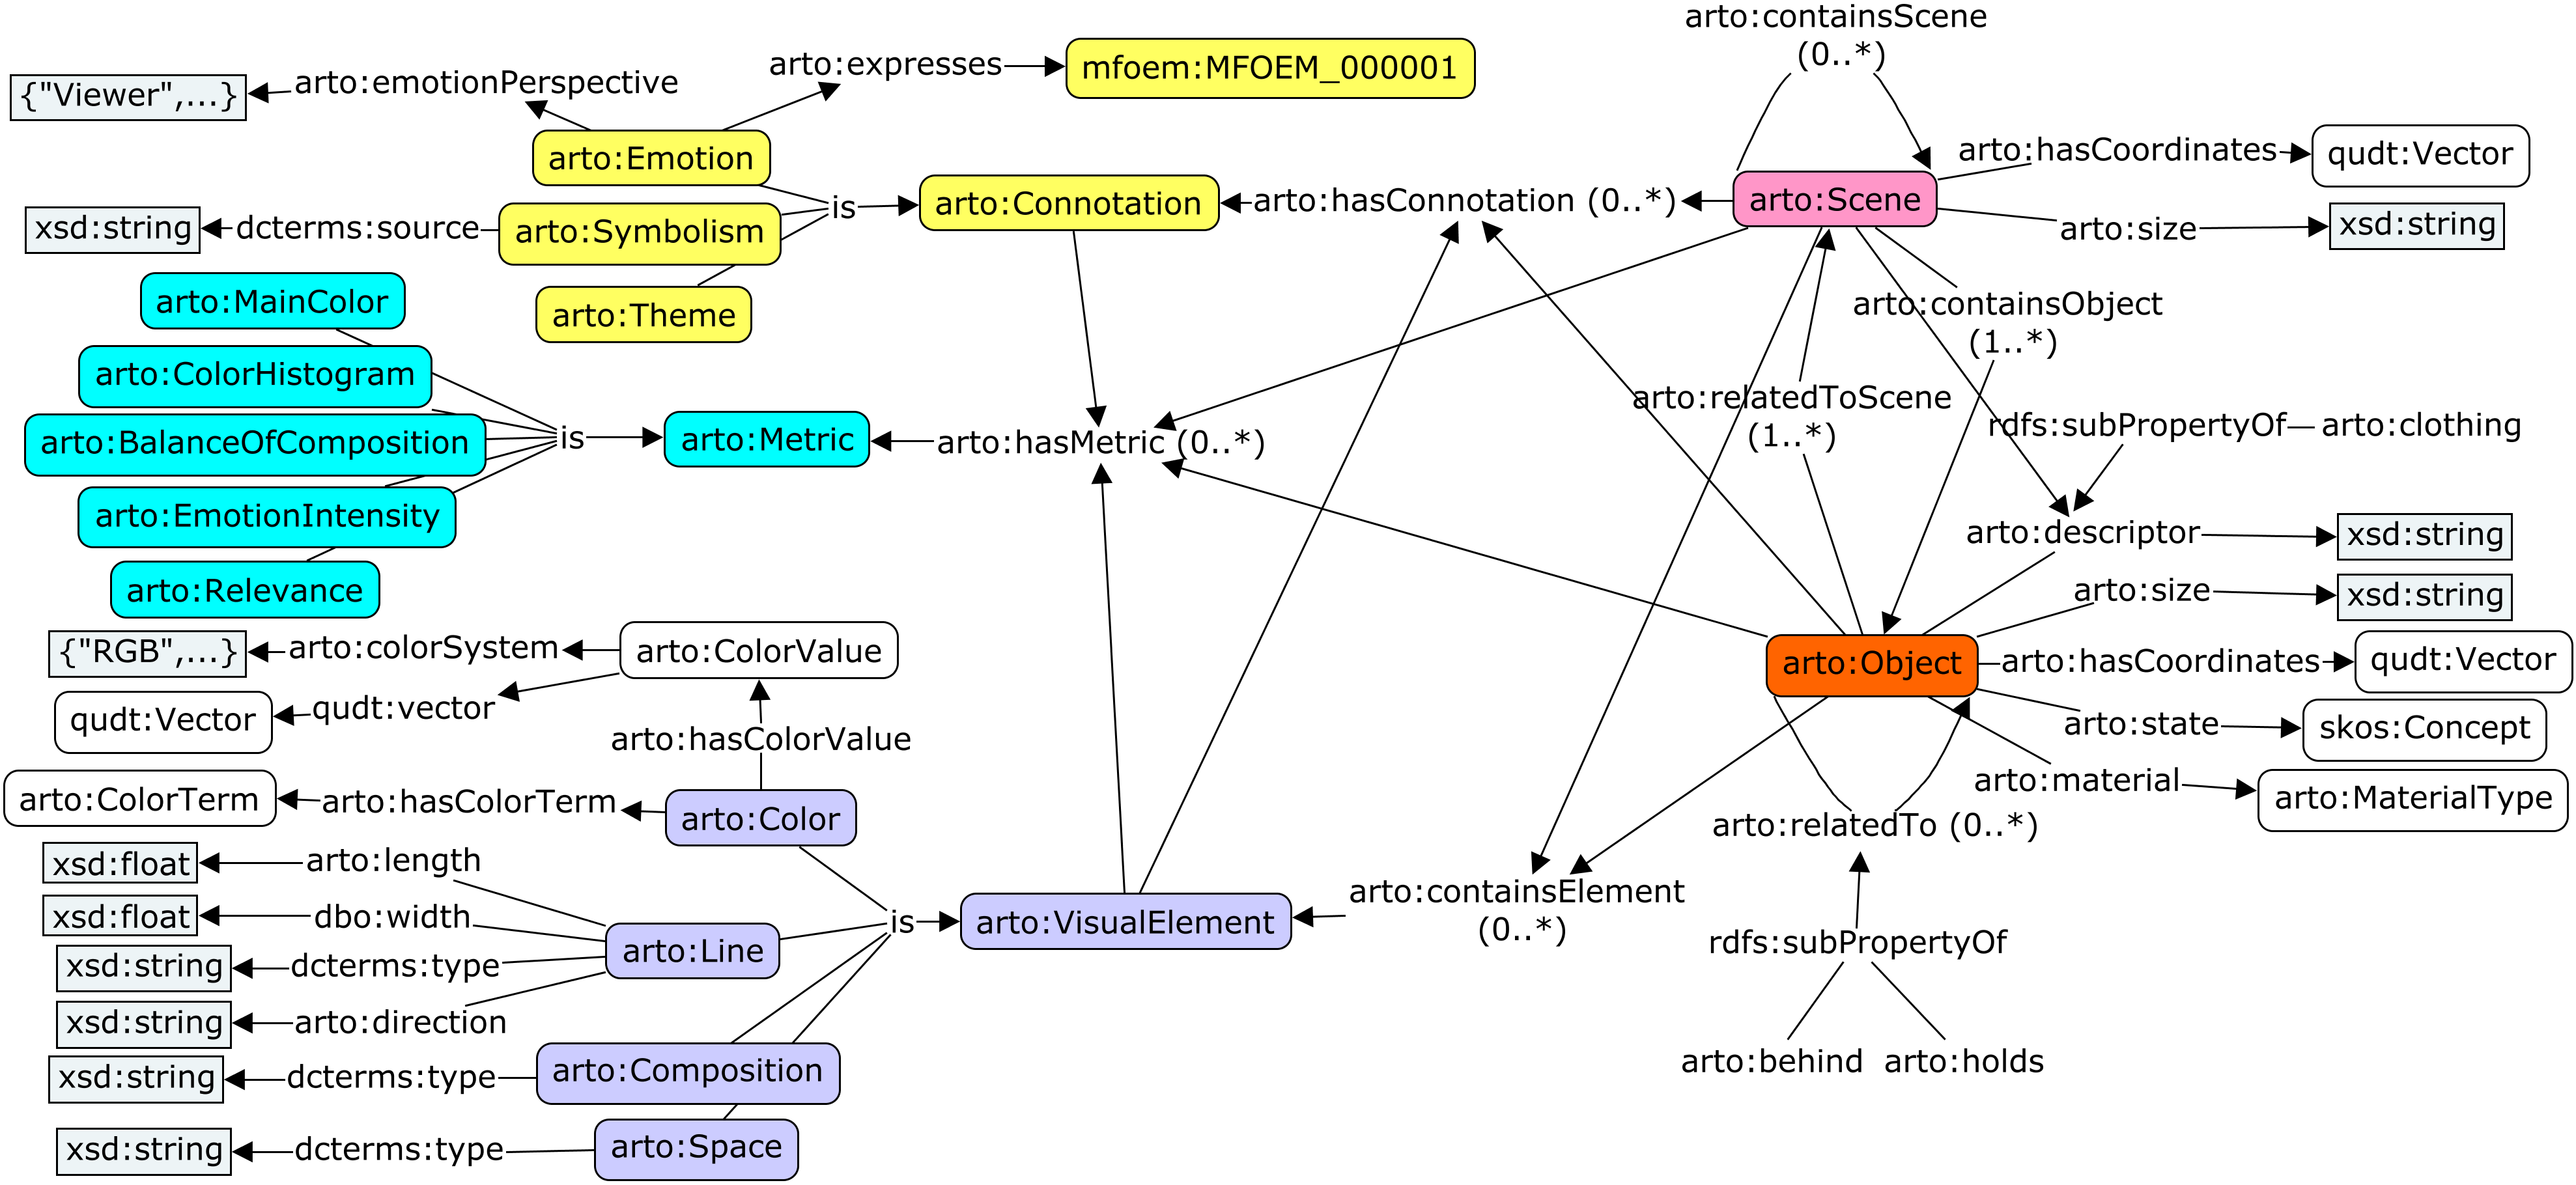 arto:containsScene
(0..*)
arto:expresses
mfoem:MFOEM_000001
{"Viewer",...}
arto:emotionPerspective
arto:Emotion
arto:hasCoordinates
qudt:Vector
xsd:string
dcterms:source
arto:Symbolism
is
arto:Connotation
arto:hasConnotation (0..*)
arto:Scene
arto:size
xsd:string
arto:MainColor
arto:Theme
arto:containsObject
(1..*)
arto:ColorHistogram
arto:relatedToScene
(1..*)
rdfs:subPropertyOf
arto:clothing
arto:BalanceOfComposition
is
arto:Metric
arto:hasMetric (0..*)
arto:EmotionIntensity
arto:descriptor
xsd:string
arto:Relevance
arto:size
xsd:string
{"RGB",...}
arto:colorSystem
arto:ColorValue
arto:Object
arto:hasCoordinates
qudt:Vector
qudt:Vector
qudt:vector
arto:state
skos:Concept
arto:hasColorValue
arto:material
arto:MaterialType
arto:ColorTerm
arto:hasColorTerm
arto:Color
arto:relatedTo (0..*)
xsd:float
arto:length
xsd:float
dbo:width
is
arto:VisualElement
arto:containsElement
(0..*)
arto:Line
rdfs:subPropertyOf
xsd:string
dcterms:type
xsd:string
arto:direction
xsd:string
dcterms:type
arto:Composition
arto:behind
arto:holds
xsd:string
dcterms:type
arto:Space